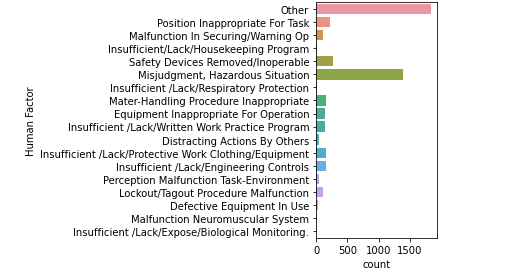 Other
Position Inappropriate For Task
Malfunction In Securing/Warning Op
Insufficient/Lack/Housekeeping Program
Safety Devices Removed/Inoperable
Misjudgment, Hazardous Situation
Insufficient /Lack/Respiratory Protection
Mater-Handling Procedure Inappropriate
Equipment Inappropriate For Operation
Insufficient /Lack/Written Work Practice Program
Distracting Actions By Others
Insufficient /Lack/Protective Work Clothing/Equipment
Insufficient /Lack/Engineering Controls
Perception Malfunction Task-Environment
Lockout/Tagout Procedure Malfunction
Defective Equipment In Use
Malfunction Neuromuscular System
Insufficient /Lack/Expose/Biological Monitoring.
Human Factor
0 500 1000 1500
count